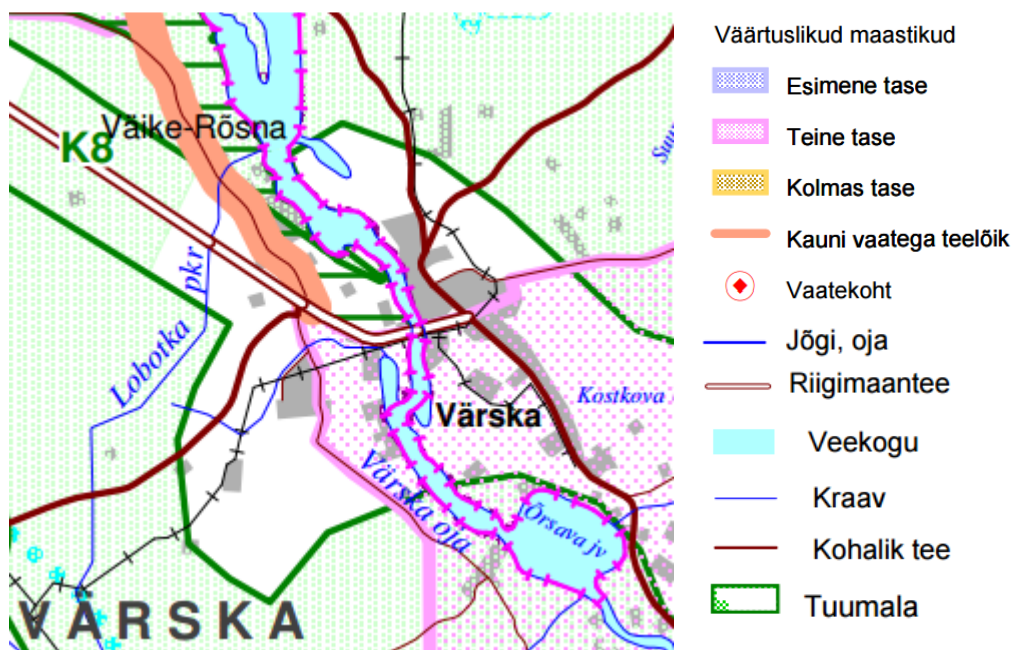 Väike-Rõsna
K8
Suu
pkr
Lobotka
Värska
Kostkova
Värska oja
Õrsava jv
VÄRSKA
Väärtuslikud maastikud
Esimene tase
Teine tase
Kolmas tase
Kauni vaatega teelõik
Vaatekoht
Jõgi, oja
Riigimaantee
Veekogu
Kraav
Kohalik tee
Tuumala